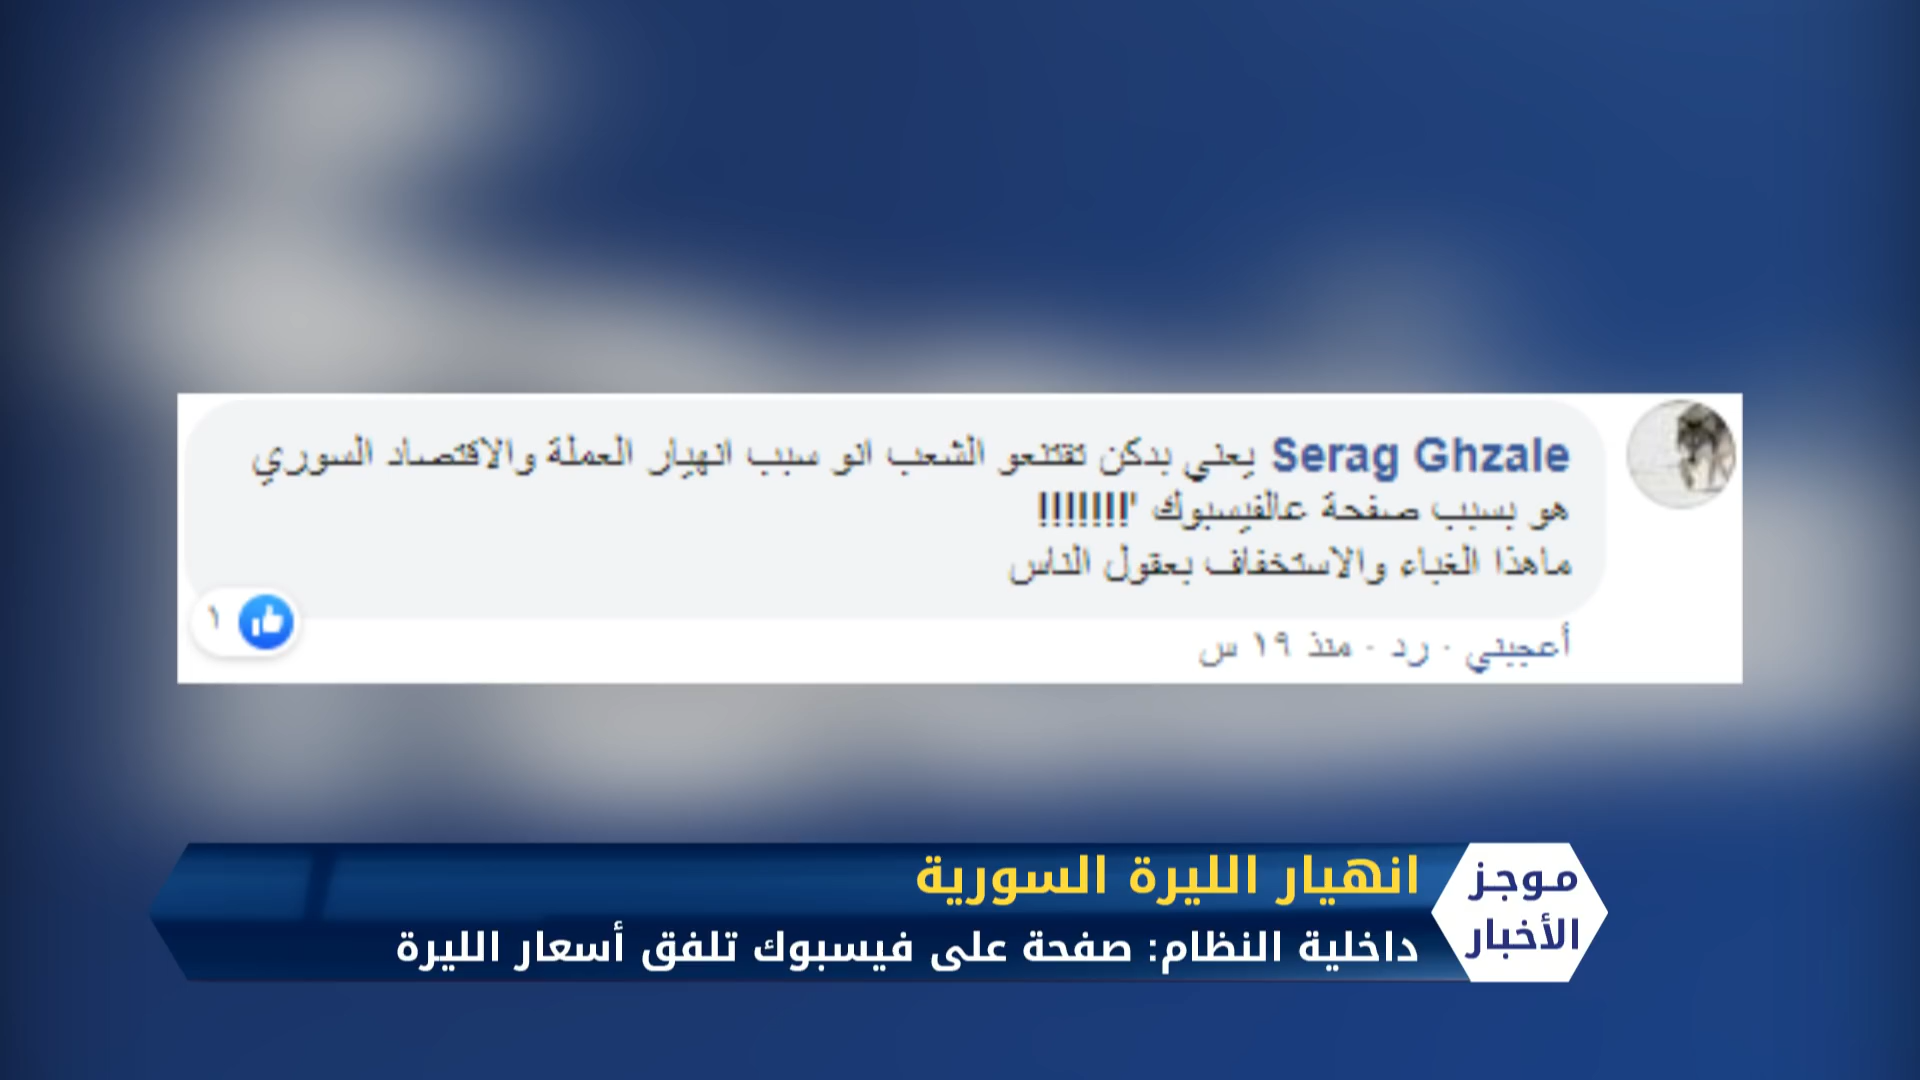 Serag Ghzale يعني بدكن تقتنعو الشعب انو سبب انهيار العملة والاقتصاد السوري
هو بسبب صفحة عالفيسبوك '!!!!!!!
ماهذا الغباء والاستخفاف بعقول الناس
١
أعجبني · رد · منذ ١٩ س
موجز
الأخبار
انهيار الليرة السورية
داخلية النظام: صفحة على فيسبوك تلفق أسعار الليرة